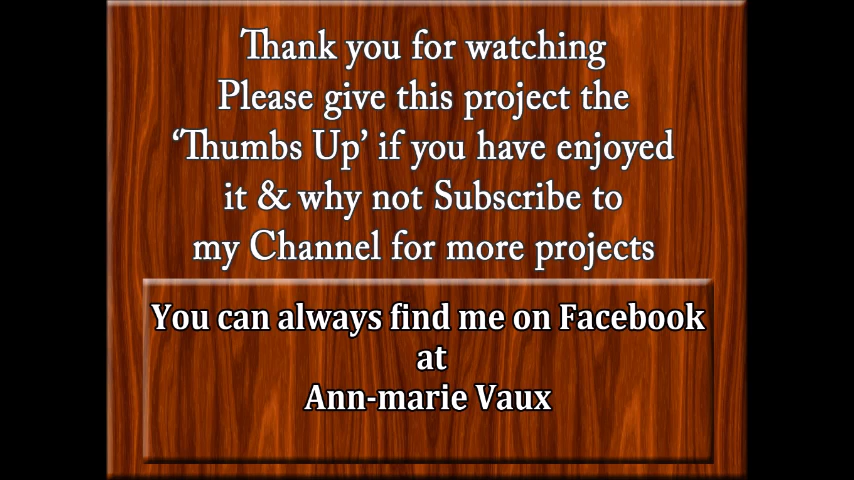 Thank you for watching
Please give this project the
‘Thumbs Up’ if you have enjoyed
it & why not Subscribe to
my Channel for more projects
You can always find me on Facebook
at
Ann-marie Vaux